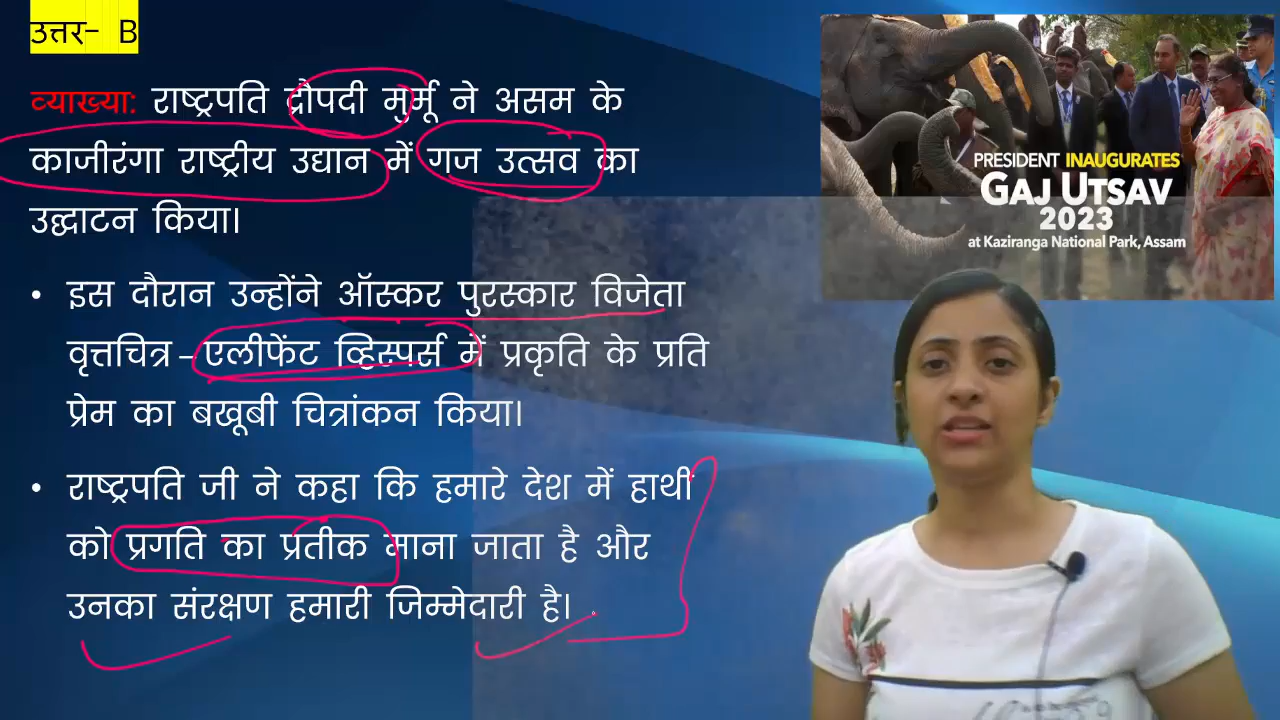 उत्तर- B
व्याख्या: राष्ट्रपति द्रौपदी मुर्मू ने असम के
काजीरंगा राष्ट्रीय उद्यान में गज उत्सव का
उद्घाटन किया।
• इस दौरान उन्होंने ऑस्कर पुरस्कार विजेता
वृत्तचित्र – एलीफेंट व्हिस्पर्स में प्रकृति के प्रति
प्रेम का बखूबी चित्रांकन किया।
• राष्ट्रपति जी ने कहा कि हमारे देश में हाथी
को प्रगति का प्रतीक माना जाता है और
उनका संरक्षण हमारी जिम्मेदारी है।
PRESIDENT INAUGURATES
GAJ UTSAV
2023
at Kaziranga National Park, Assam